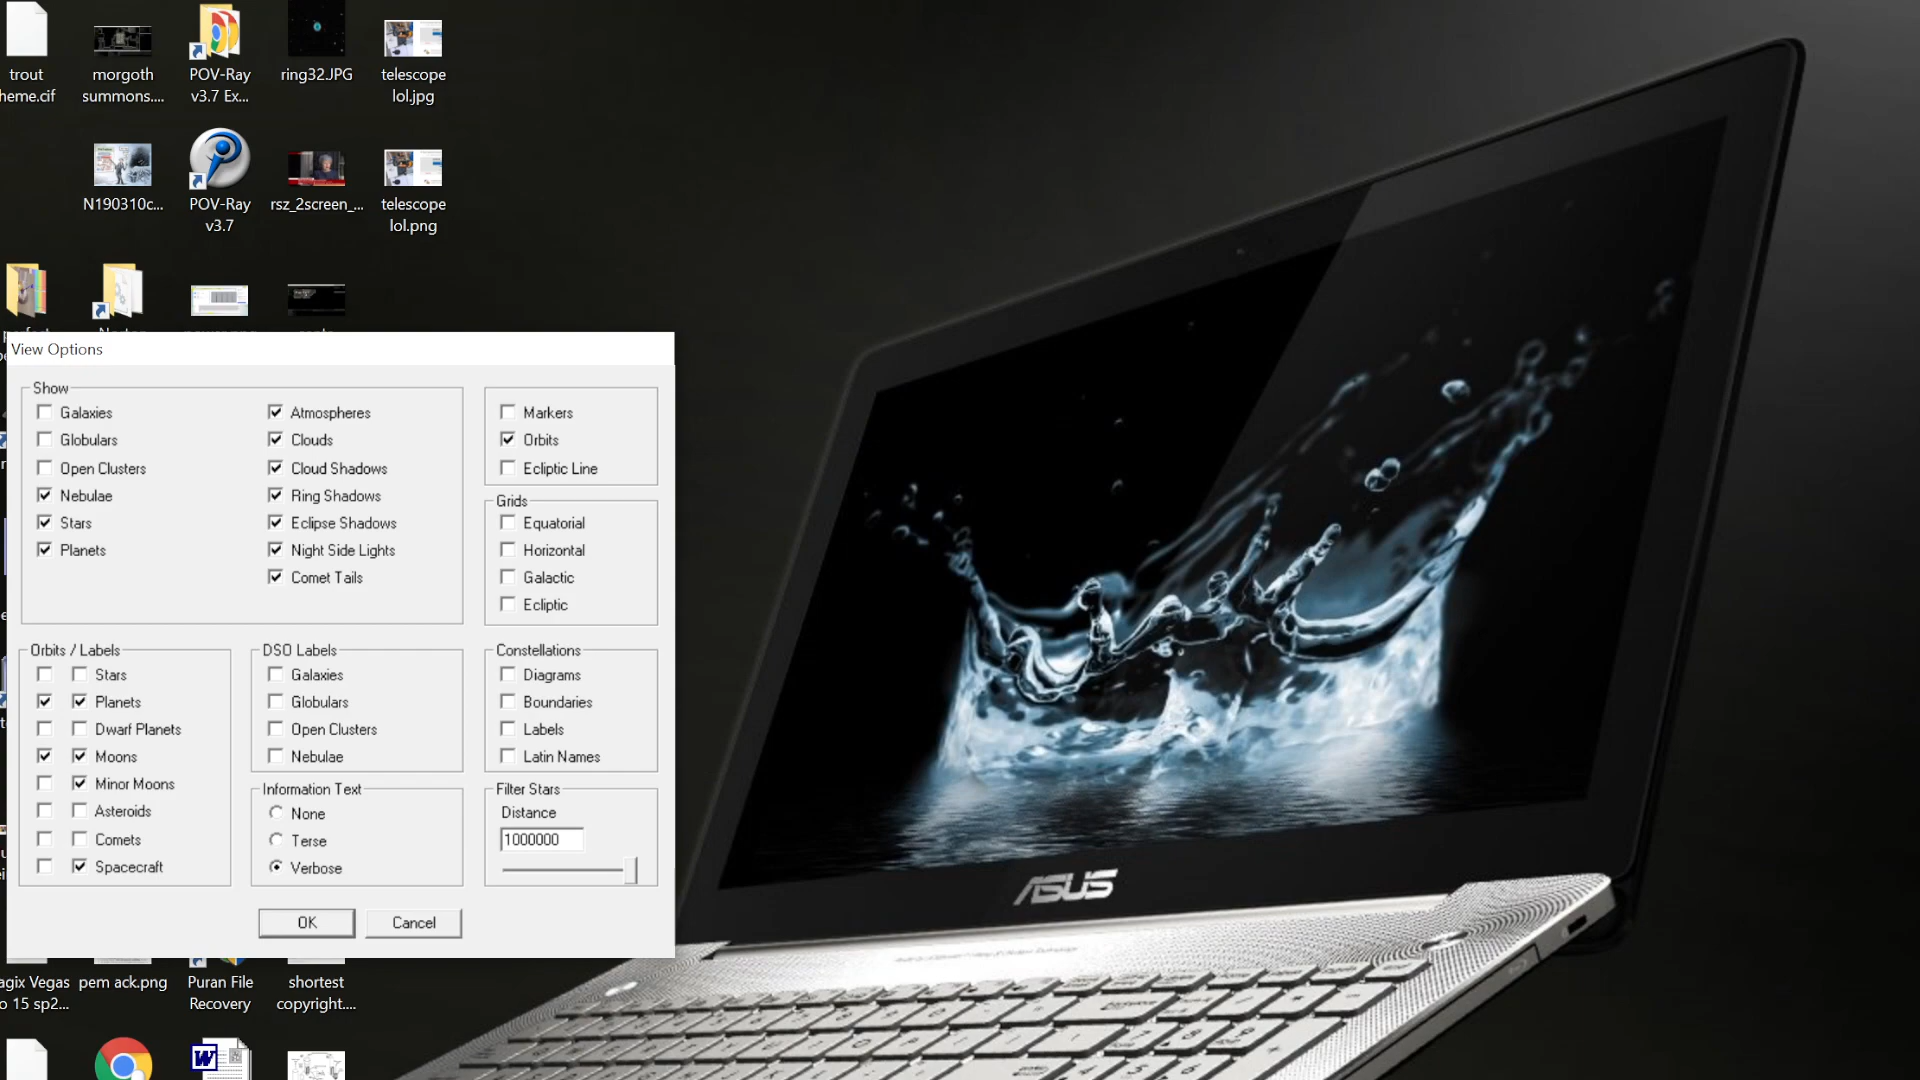 trout
heme.cif
morgoth
summons....
POV-Ray
v3.7 Ex...
ring32.JPG
telescope
lol.jpg
N190310c...
POV-Ray
v3.7
rsz_2screen_...
telescope
lol.png
View Options
Show
Galaxies
Globulars
Open Clusters
Nebulae
Stars
Planets
Atmospheres
Clouds
Cloud Shadows
Ring Shadows
Eclipse Shadows
Night Side Lights
Comet Tails
Markers
Orbits
Ecliptic Line
Grids
Equatorial
Horizontal
Galactic
Ecliptic
Orbits / Labels
Stars
Planets
Dwarf Planets
Moons
Minor Moons
Asteroids
Comets
Spacecraft
DSO Labels
Galaxies
Globulars
Open Clusters
Nebulae
Information Text
None
Terse
Verbose
Constellations
Diagrams
Boundaries
Labels
Latin Names
Filter Stars
Distance
1000000
OK
Cancel
ASUS
agix Vegas
o 15 sp2...
pem ack.png
Puran File
Recovery
shortest
copyright....